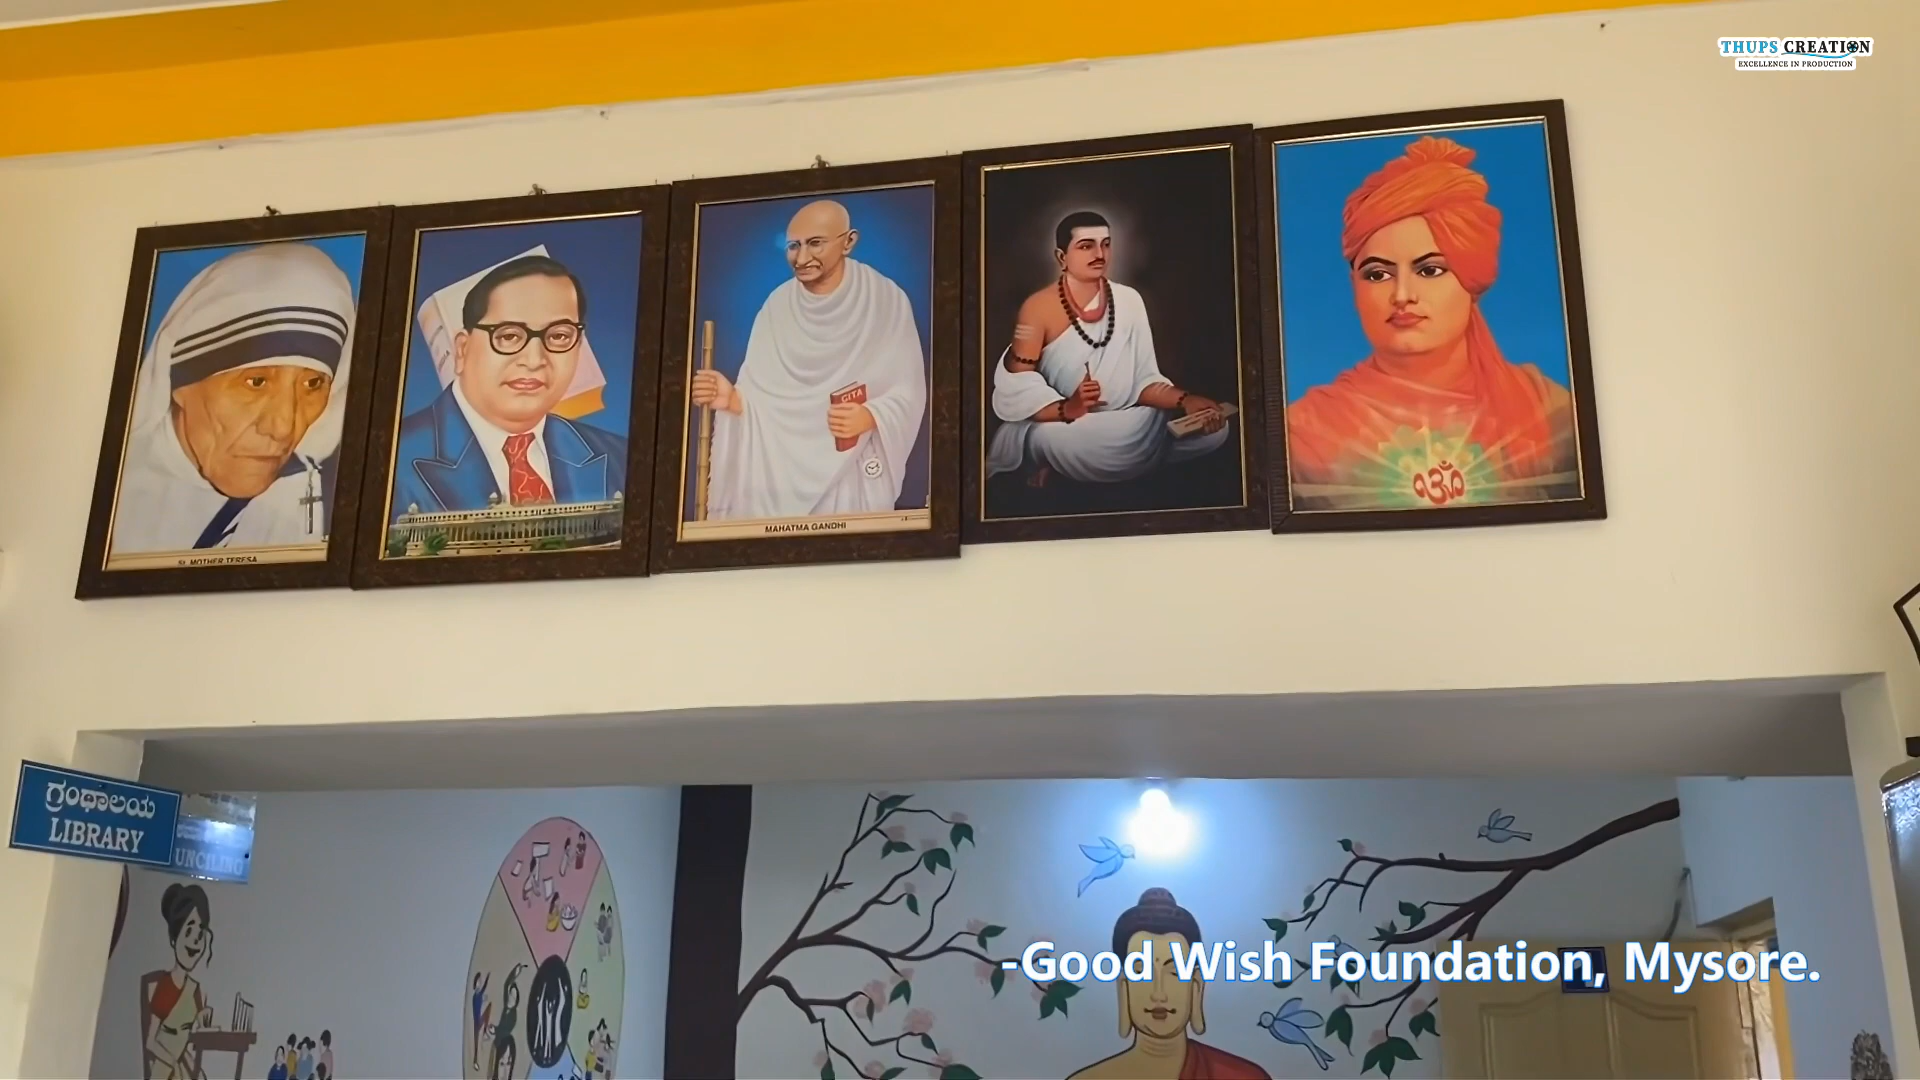 THUPS CREATION
EXCELLENCE IN PRODUCTION
GITA
St. MOTHER TERESA
MAHATMA GANDHI
ಗ್ರಂಥಾಲಯ
LIBRARY
UNCILING
-Good Wish Foundation, Mysore.